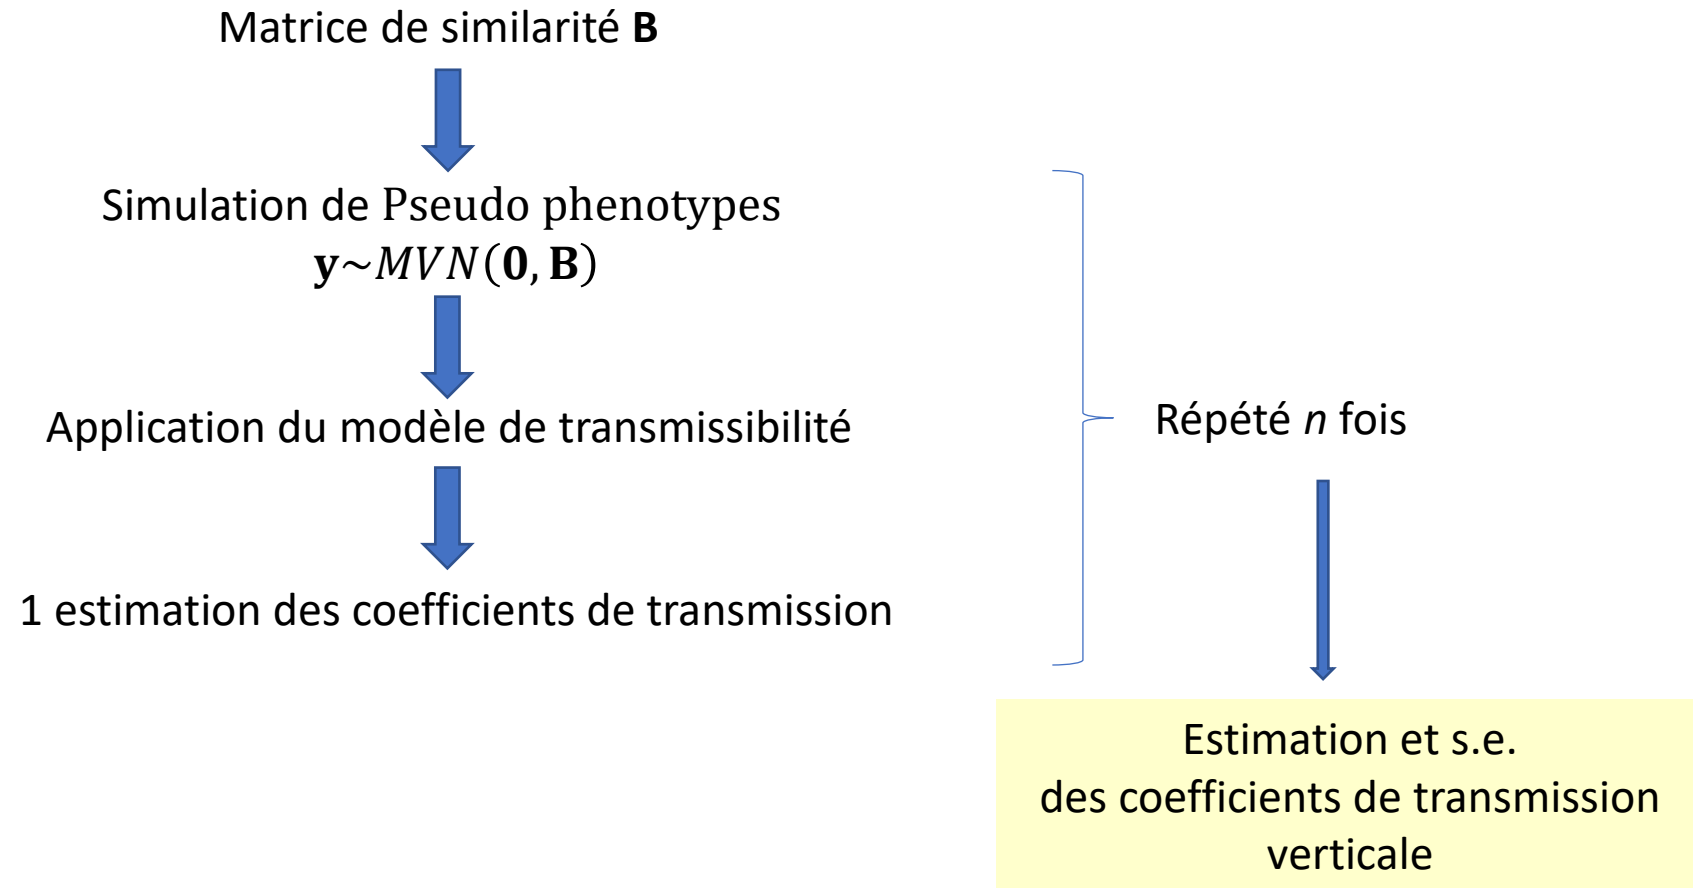 Matrice de similarité B
Simulation de Pseudo phenotypes
y~MVN(0, B)
Application du modèle de transmissibilité
1 estimation des coefficients de transmission
Répété n fois
Estimation et s.e.
des coefficients de transmission
verticale